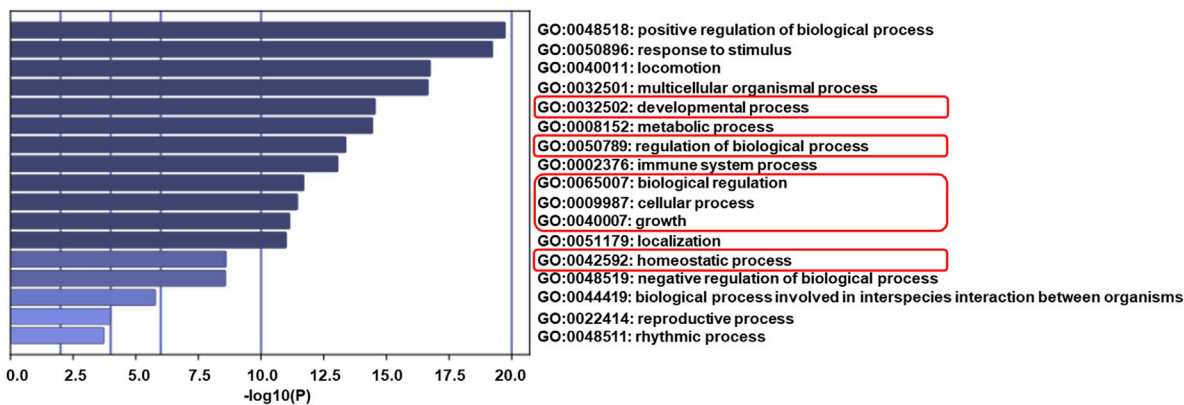 GO:0048518: positive regulation of biological process
GO:0050896: response to stimulus
GO:0040011: locomotion
GO:0032501: multicellular organismal process
GO:0032502: developmental process
GO:0008152: metabolic process
GO:0050789: regulation of biological process
GO:0002376: immune system process
GO:0065007: biological regulation
GO:0009987: cellular process
GO:0040007: growth
GO:0051179: localization
GO:0042592: homeostatic process
GO:0048519: negative regulation of biological process
GO:0044419: biological process involved in interspecies interaction between organisms
GO:0022414: reproductive process
GO:0048511: rhythmic process
0.0 2.5 5.0 7.5 10.0 12.5 15.0 17.5 20.0
-log10(P)